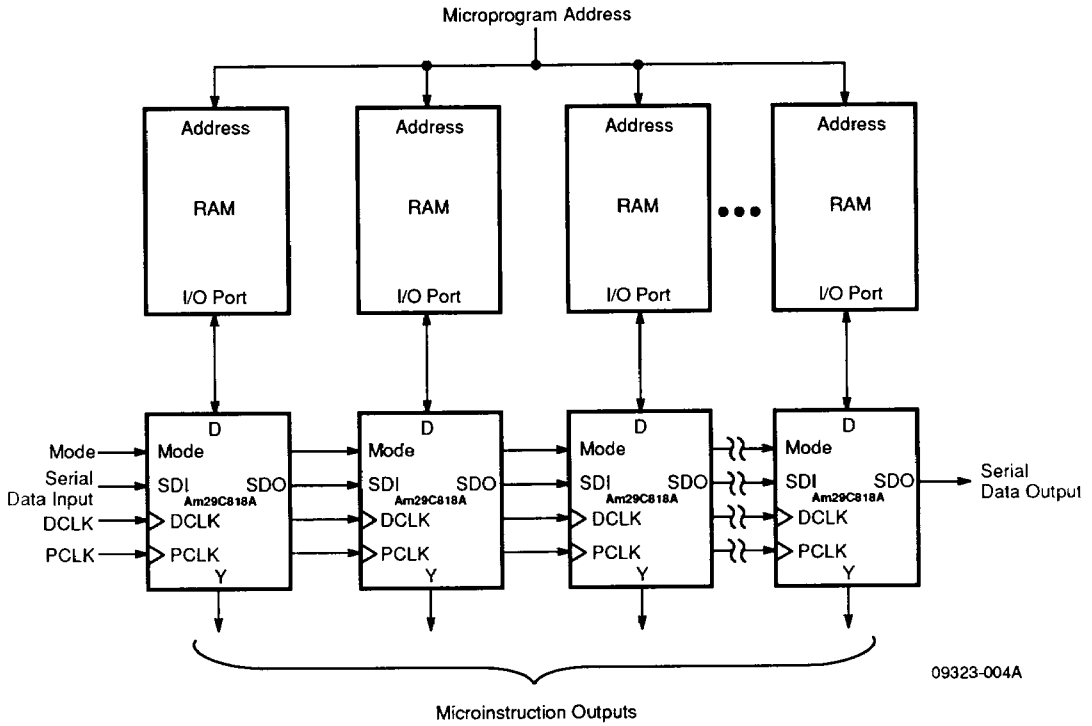 Microprogram Address
Address
Address
Address
Address
RAM
RAM
RAM
RAM
I/O Port
I/O Port
I/O Port
I/O Port
D
D
D
D
Mode
Mode
Mode
Mode
Mode
Serial
Data Input
SDI
SDO
SDI
SDO
SDI
SDO
SDI
SDO
Serial
Data Output
Am29C818A
Am29C818A
Am29C818A
Am29C818A
DCLK
DCLK
DCLK
DCLK
DCLK
PCLK
PCLK
PCLK
PCLK
PCLK
Y
Y
Y
Y
09323-004A
Microinstruction Outputs